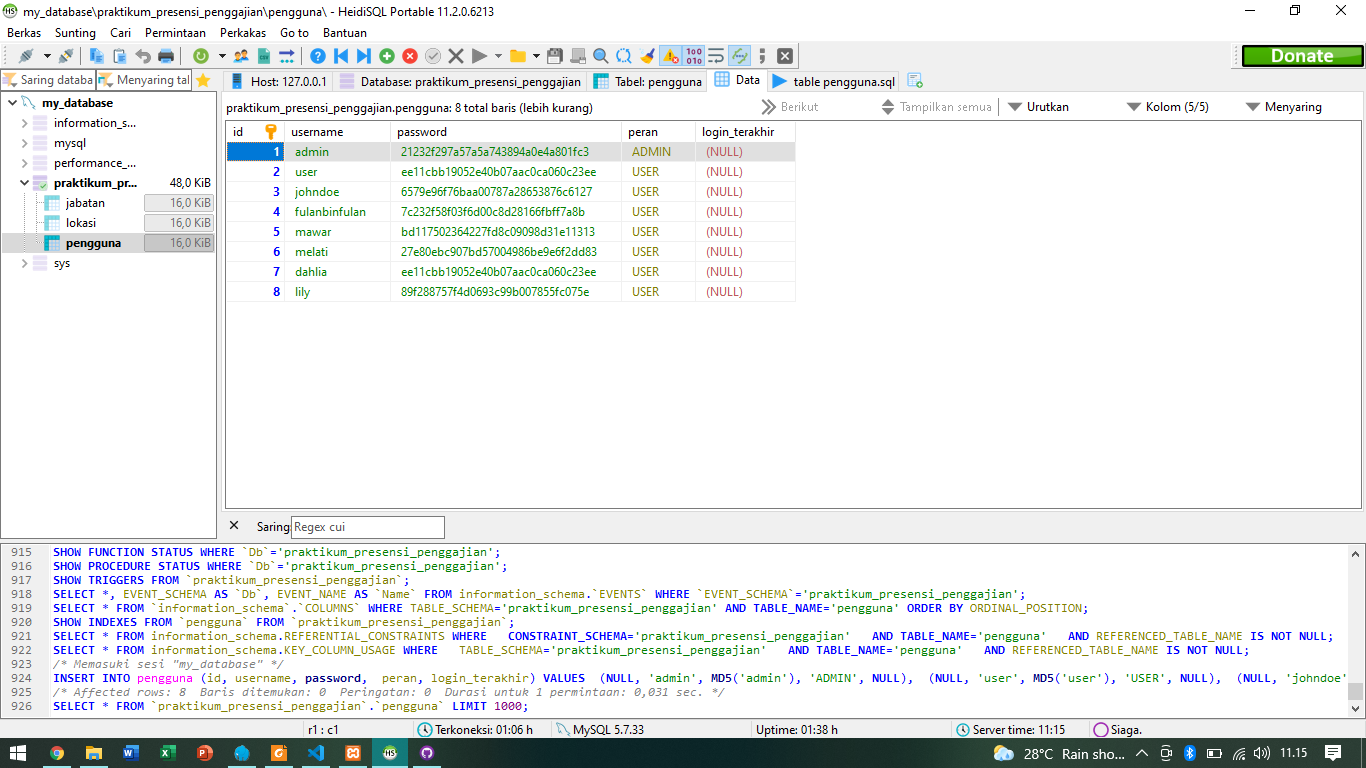 my_database\praktikum_presensi_penggajian\pengguna\ - HeidiSQL Portable 11.2.0.6213
Berkas Sunting Cari Permintaan Perkakas Go to Bantuan
Donate
Saring databa Menyaring tal
Host: 127.0.0.1 Database: praktikum_presensi_penggajian Tabel: pengguna Data table pengguna.sql
my_database
information_s...
mysql
performance_...
praktikum_pr... 48,0 KiB
jabatan 16,0 KiB
lokasi 16,0 KiB
pengguna 16,0 KiB
sys
praktikum_presensi_penggajian.pengguna: 8 total baris (lebih kurang) Berikut Tampilkan semua Urutkan Kolom (5/5) Menyaring
id username password peran login_terakhir
1 admin 21232f297a57a5a743894a0e4a801fc3 ADMIN (NULL)
2 user ee11cbb19052e40b07aac0ca060c23ee USER (NULL)
3 johndoe 6579e96f76baa00787a28653876c6127 USER (NULL)
4 fulanbinfulan 7c232f58f03f6d00c8d28166fbff7a8b USER (NULL)
5 mawar bd117502364227fd8c09098d31e11313 USER (NULL)
6 melati 27e80ebc907bd57004986be9e6f2dd83 USER (NULL)
7 dahlia ee11cbb19052e40b07aac0ca060c23ee USER (NULL)
8 lily 89f288757f4d0693c99b007855fc075e USER (NULL)
Saring: Regex cui
915 SHOW FUNCTION STATUS WHERE `Db`='praktikum_presensi_penggajian';
916 SHOW PROCEDURE STATUS WHERE `Db`='praktikum_presensi_penggajian';
917 SHOW TRIGGERS FROM `praktikum_presensi_penggajian`;
918 SELECT *, EVENT_SCHEMA AS `Db`, EVENT_NAME AS `Name` FROM information_schema.`EVENTS` WHERE `EVENT_SCHEMA`='praktikum_presensi_penggajian';
919 SELECT * FROM `information_schema`.`COLUMNS` WHERE TABLE_SCHEMA='praktikum_presensi_penggajian' AND TABLE_NAME='pengguna' ORDER BY ORDINAL_POSITION;
920 SHOW INDEXES FROM `pengguna` FROM `praktikum_presensi_penggajian`;
921 SELECT * FROM information_schema.REFERENTIAL_CONSTRAINTS WHERE CONSTRAINT_SCHEMA='praktikum_presensi_penggajian' AND TABLE_NAME='pengguna' AND REFERENCED_TABLE_NAME IS NOT NULL;
922 SELECT * FROM information_schema.KEY_COLUMN_USAGE WHERE TABLE_SCHEMA='praktikum_presensi_penggajian' AND TABLE_NAME='pengguna' AND REFERENCED_TABLE_NAME IS NOT NULL;
923 /* Memasuki sesi "my_database" */
924 INSERT INTO pengguna (id, username, password, peran, login_terakhir) VALUES (NULL, 'admin', MD5('admin'), 'ADMIN', NULL), (NULL, 'user', MD5('user'), 'USER', NULL), (NULL, 'johndoe'
925 /* Affected rows: 8 Baris ditemukan: 0 Peringatan: 0 Durasi untuk 1 permintaan: 0,031 sec. */
926 SELECT * FROM `praktikum_presensi_penggajian`.`pengguna` LIMIT 1000;
r1 : c1 Terkoneksi: 01:06 h MySQL 5.7.33 Uptime: 01:38 h Server time: 11:15 Siaga.
28°C Rain sho... 11.15